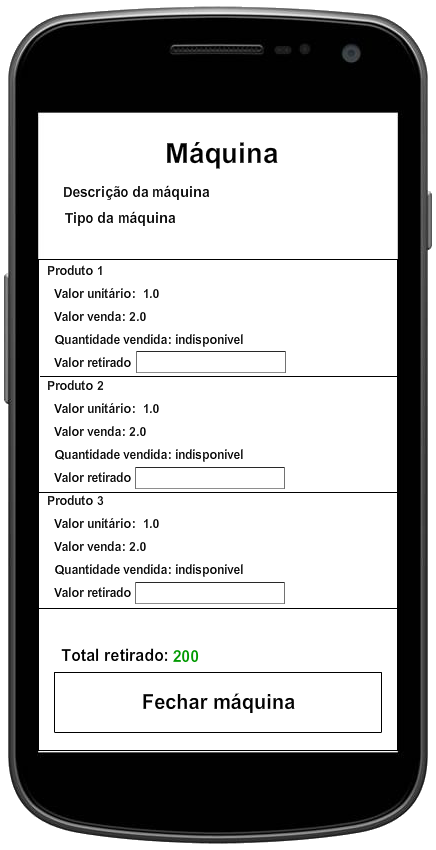 Máquina
Descrição da máquina
Tipo da máquina
Produto 1
Valor unitário: 1.0
Valor venda: 2.0
Quantidade vendida: indisponivel
Valor retirado
Produto 2
Valor unitário: 1.0
Valor venda: 2.0
Quantidade vendida: indisponivel
Valor retirado
Produto 3
Valor unitário: 1.0
Valor venda: 2.0
Quantidade vendida: indisponivel
Valor retirado
Total retirado: 200
Fechar máquina